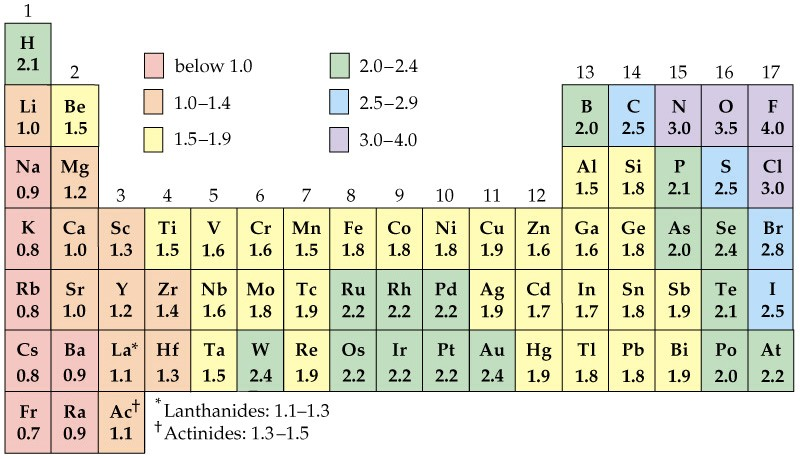 1
H
2.1
2
below 1.0
2.0–2.4
1.0–1.4
2.5–2.9
1.5–1.9
3.0–4.0
13 14 15 16 17
Li Be B C N O F
1.0 1.5 2.0 2.5 3.0 3.5 4.0
Na Mg Al Si P S Cl
0.9 1.2 1.5 1.8 2.1 2.5 3.0
3 4 5 6 7 8 9 10 11 12
K Ca Sc Ti V Cr Mn Fe Co Ni Cu Zn Ga Ge As Se Br
0.8 1.0 1.3 1.5 1.6 1.6 1.5 1.8 1.8 1.8 1.9 1.6 1.6 1.8 2.0 2.4 2.8
Rb Sr Y Zr Nb Mo Tc Ru Rh Pd Ag Cd In Sn Sb Te I
0.8 1.0 1.2 1.4 1.6 1.8 1.9 2.2 2.2 2.2 1.9 1.7 1.7 1.8 1.9 2.1 2.5
Cs Ba La* Hf Ta W Re Os Ir Pt Au Hg Tl Pb Bi Po At
0.8 0.9 1.1 1.3 1.5 2.4 1.9 2.2 2.2 2.2 2.4 1.9 1.8 1.8 1.9 2.0 2.2
Fr Ra Ac†
0.7 0.9 1.1
*Lanthanides: 1.1–1.3
†Actinides: 1.3–1.5